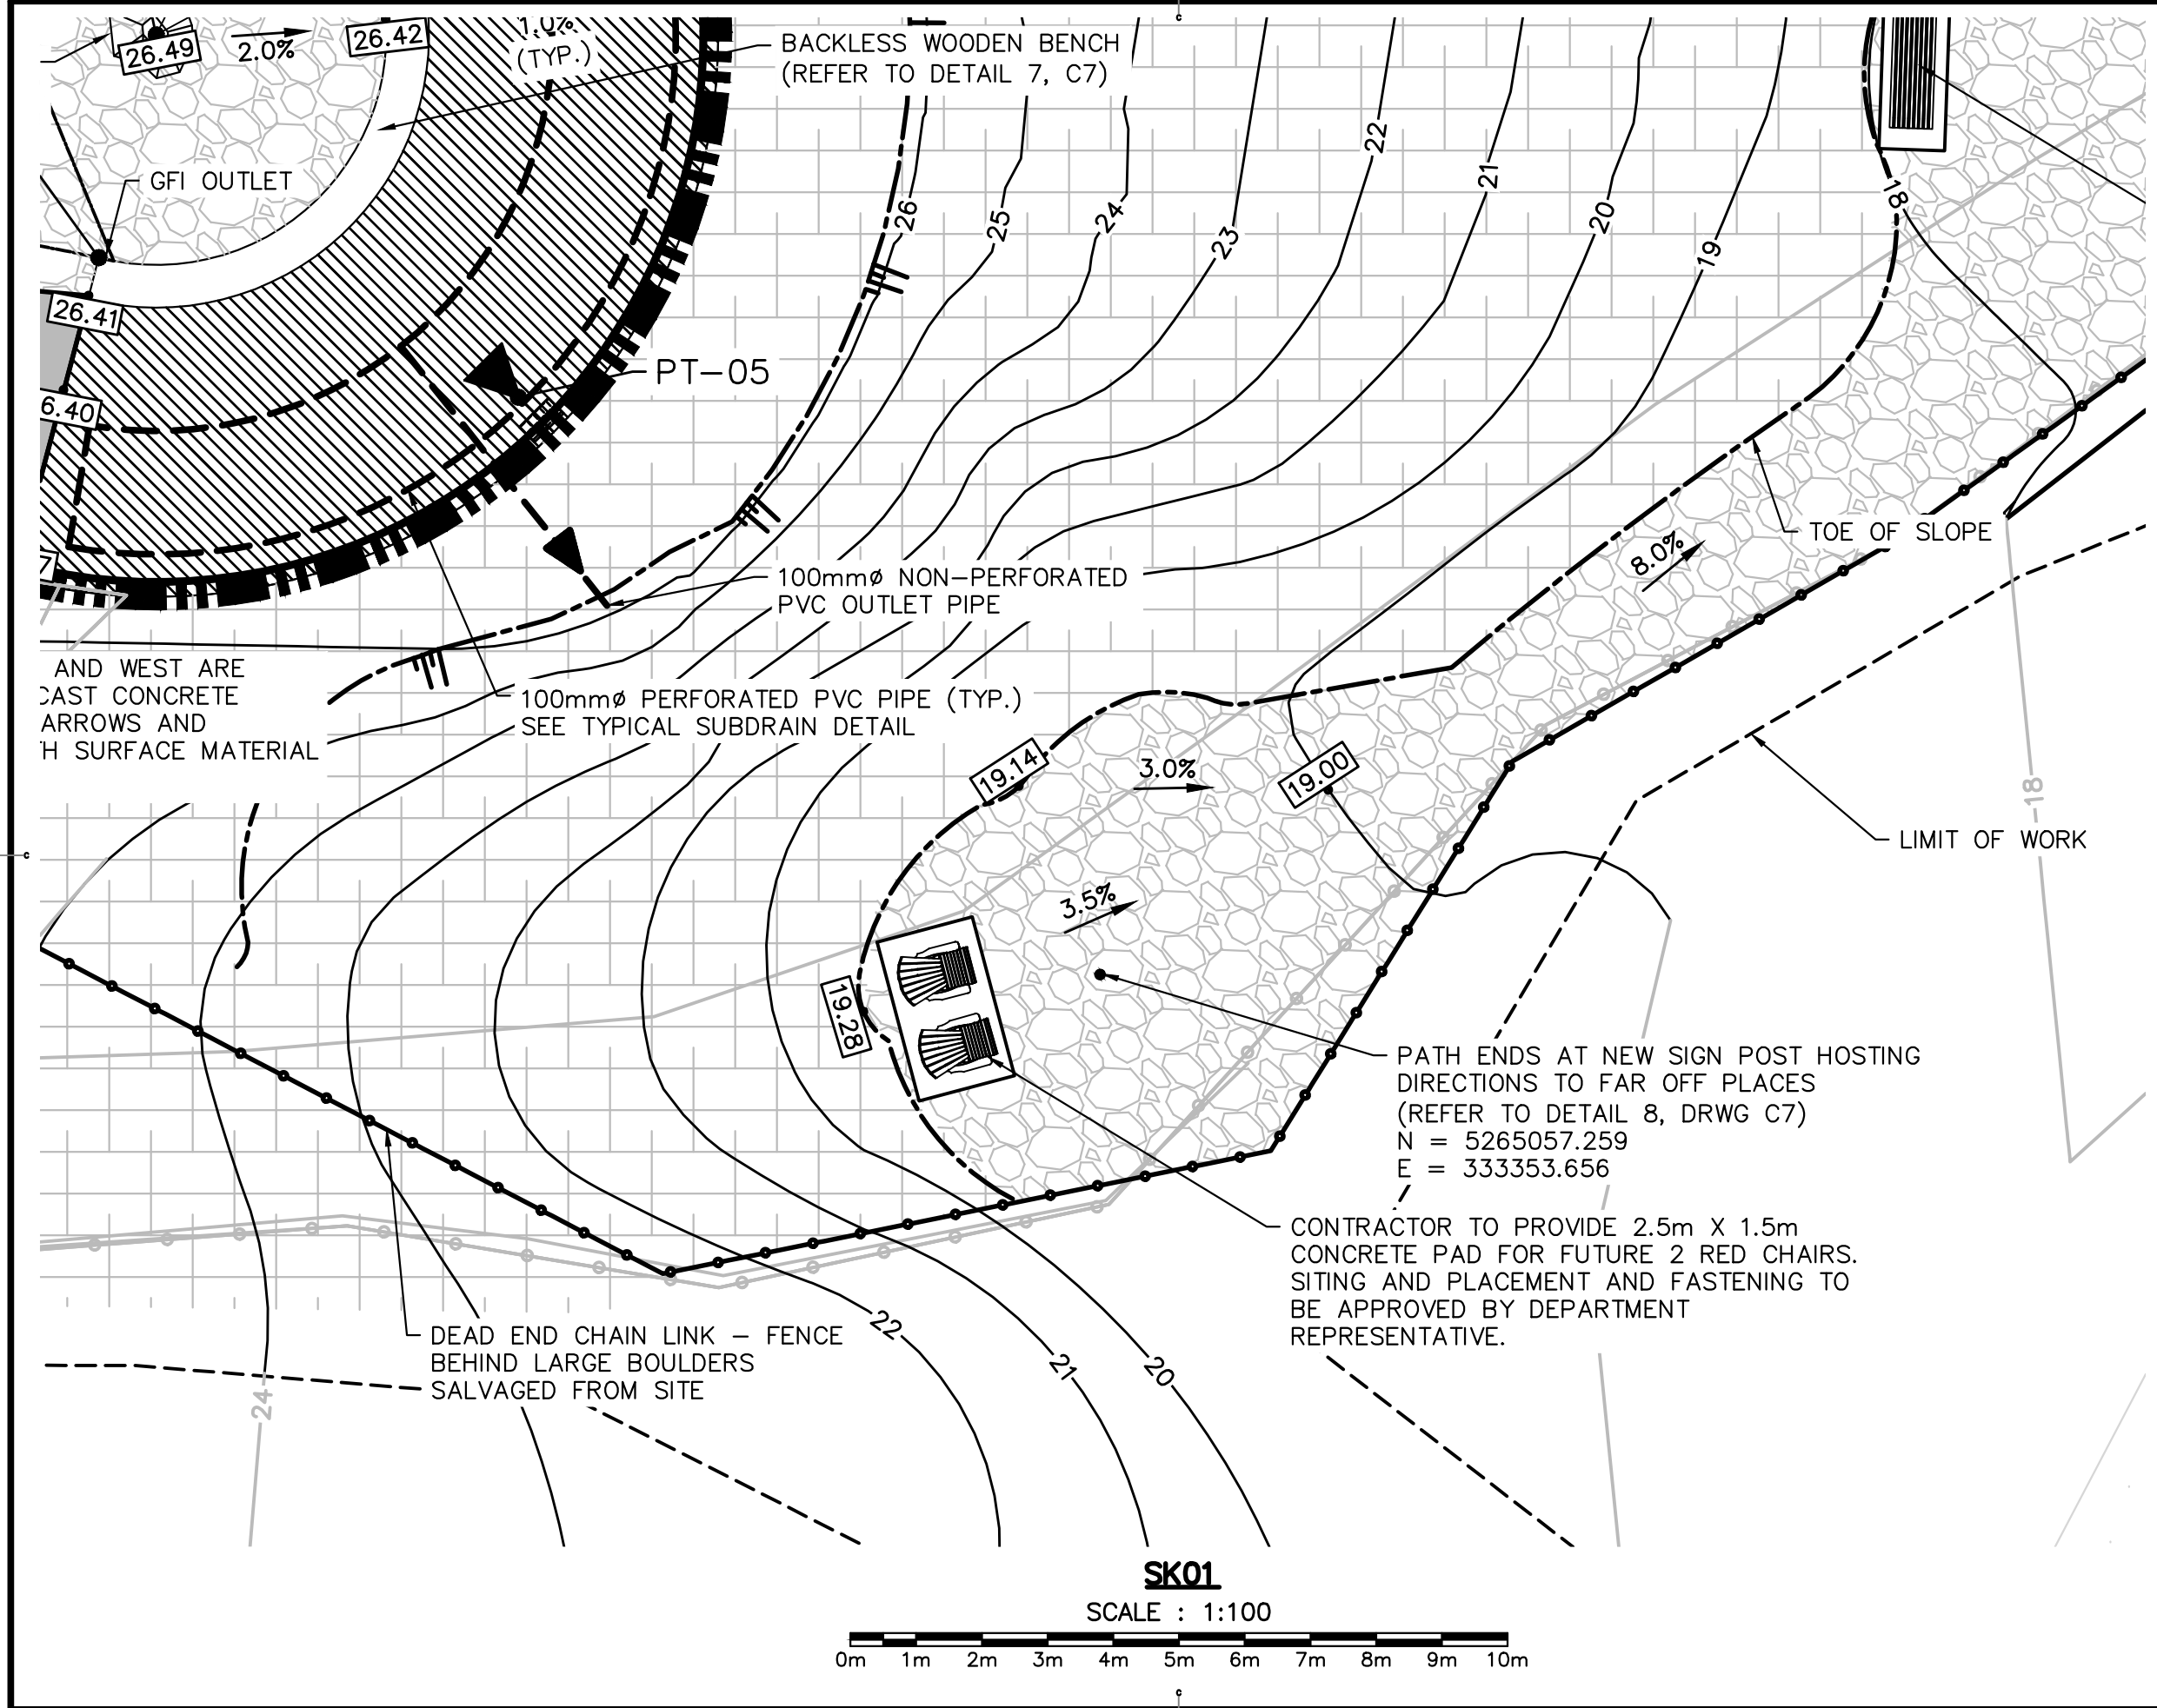 26.49
2.0%
26.42
1.0%
(TYP.)
BACKLESS WOODEN BENCH
(REFER TO DETAIL 7, C7)
GFI OUTLET
26.41
6.40
7
PT-05
26
25
24
23
22
21
20
19
18
TOE OF SLOPE
8.0%
100mmø NON-PERFORATED
PVC OUTLET PIPE
AND WEST ARE
CAST CONCRETE
ARROWS AND
H SURFACE MATERIAL
100mmø PERFORATED PVC PIPE (TYP.)
SEE TYPICAL SUBDRAIN DETAIL
19.14
3.0%
19.00
18
LIMIT OF WORK
3.5%
19.28
PATH ENDS AT NEW SIGN POST HOSTING
DIRECTIONS TO FAR OFF PLACES
(REFER TO DETAIL 8, DRWG C7)
N = 5265057.259
E = 333353.656
CONTRACTOR TO PROVIDE 2.5m X 1.5m
CONCRETE PAD FOR FUTURE 2 RED CHAIRS.
SITING AND PLACEMENT AND FASTENING TO
BE APPROVED BY DEPARTMENT
REPRESENTATIVE.
DEAD END CHAIN LINK - FENCE
BEHIND LARGE BOULDERS
SALVAGED FROM SITE
24
22
21
20
SK01
SCALE : 1:100
0m 1m 2m 3m 4m 5m 6m 7m 8m 9m 10m
c
c
c